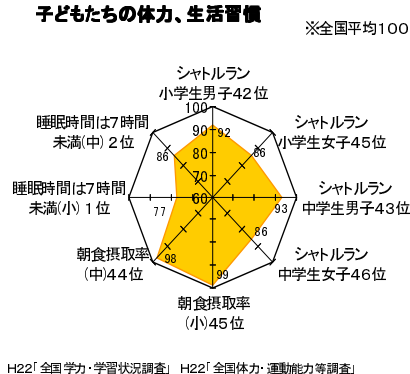 子どもたちの体力、生活習慣
※全国平均100
シャトルラン
小学生男子42位
シャトルラン
小学生女子45位
シャトルラン
中学生男子43位
シャトルラン
中学生女子46位
朝食摂取率
(小)45位
朝食摂取率
(中)44位
睡眠時間は7時間
未満(小)1位
睡眠時間は7時間
未満(中)2位
100
90
80
70
60
92
86
93
86
99
98
77
86
H22「全国学力・学習状況調査」 H22「全国体力・運動能力等調査」